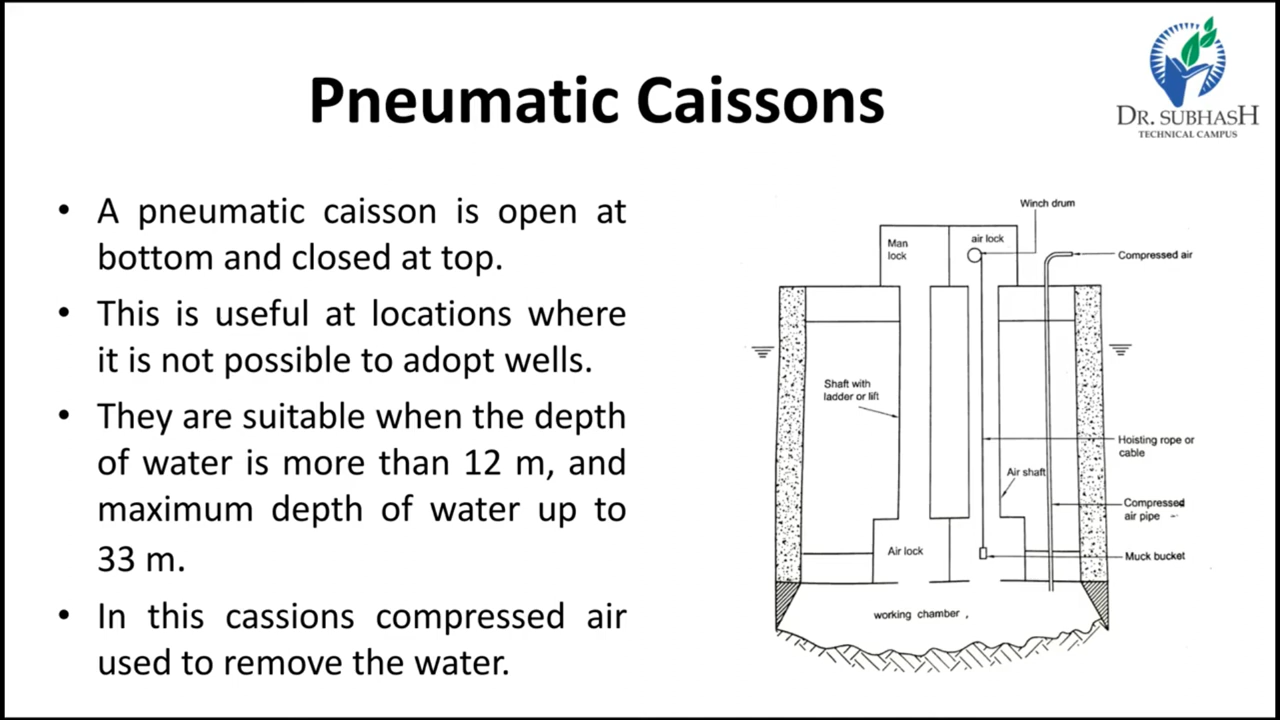 Pneumatic Caissons
DR. SUBHASH
TECHNICAL CAMPUS
• A pneumatic caisson is open at
bottom and closed at top.
• This is useful at locations where
it is not possible to adopt wells.
• They are suitable when the depth
of water is more than 12 m, and
maximum depth of water up to
33 m.
• In this cassions compressed air
used to remove the water.
Winch drum
Man
lock
air lock
Compressed air
Shaft with
ladder or lift
Hoisting rope or
cable
Air shaft
Compressed
air pipe
Air lock
Muck bucket
working chamber